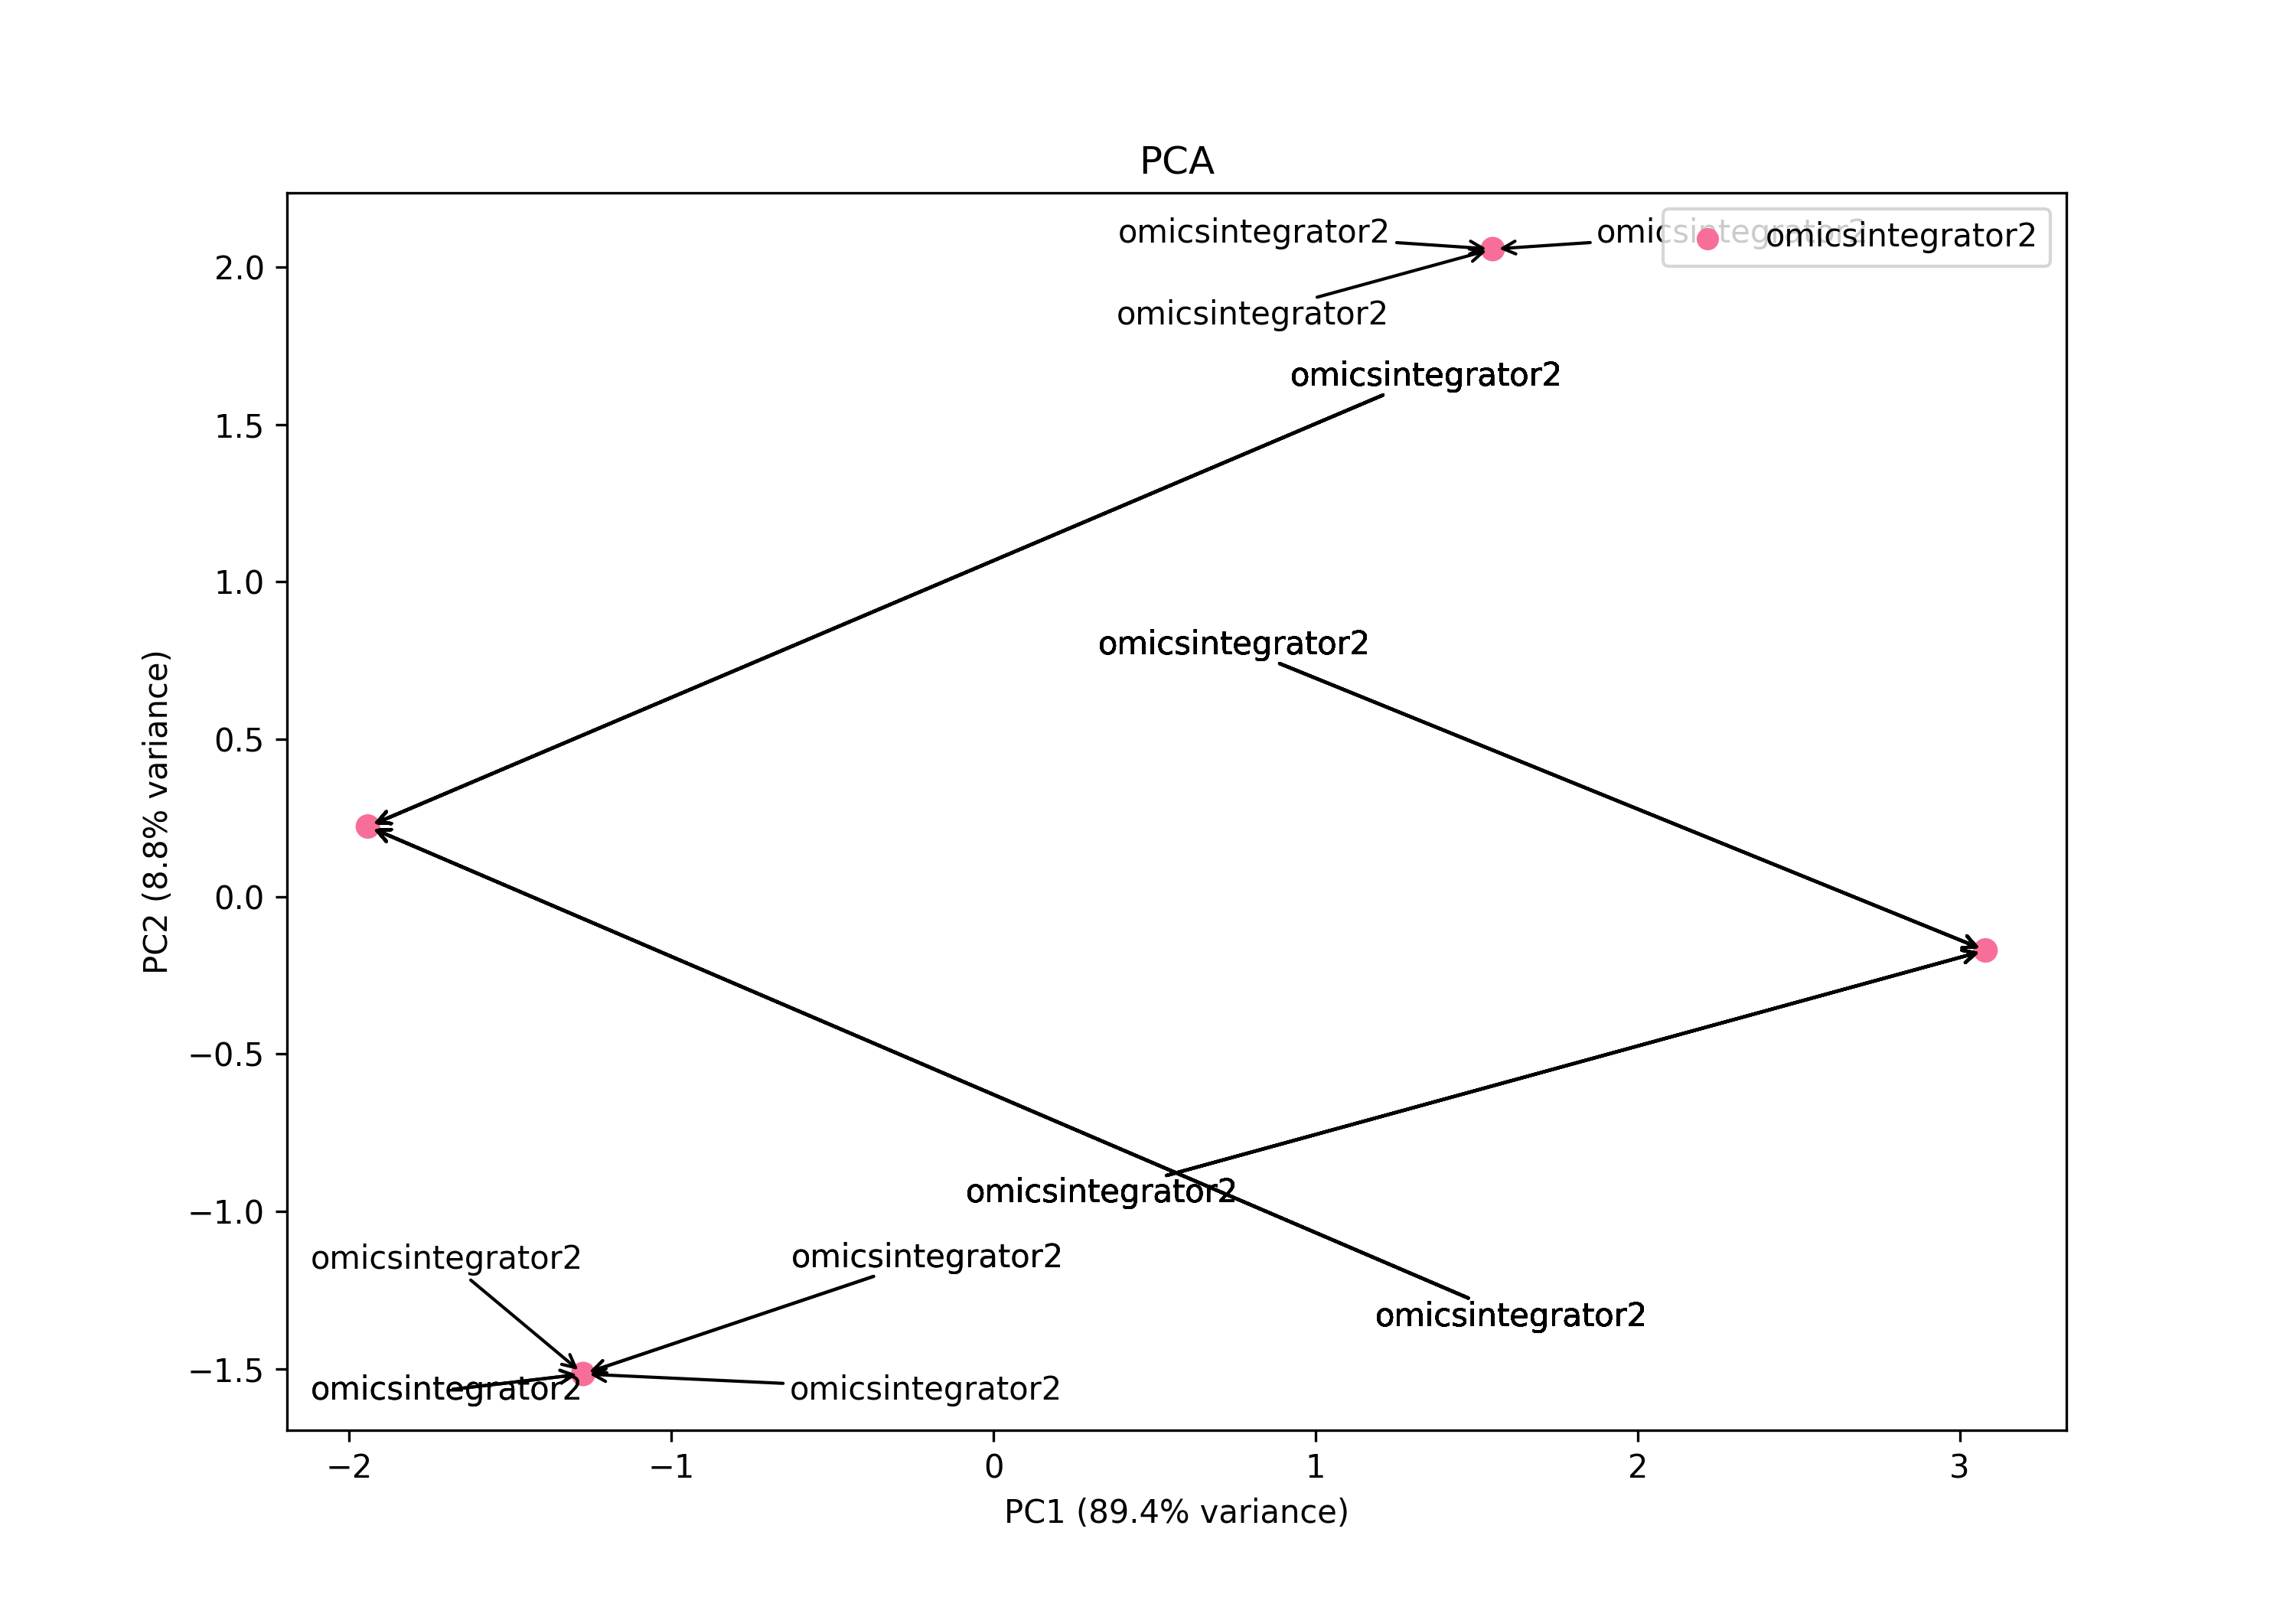 PCA
omicsintegrator2
omicsintegrator2
omicsintegrator2
omicsintegrator2
omicsintegrator2
omicsintegrator2
omicsintegrator2
omicsintegrator2
omicsintegrator2
omicsintegrator2
omicsintegrator2
omicsintegrator2
2.0
1.5
1.0
0.5
0.0
−0.5
−1.0
−1.5
PC2 (8.8% variance)
−2
−1
0
1
2
3
PC1 (89.4% variance)